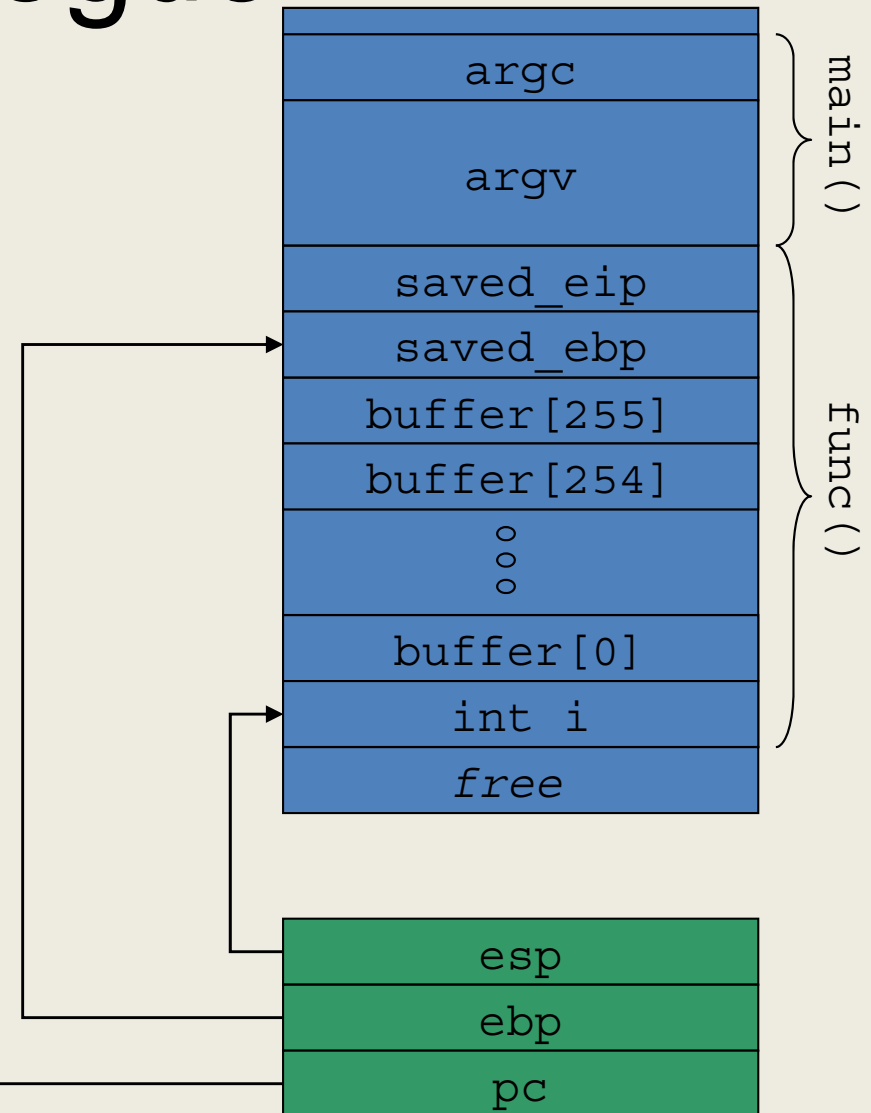 argc
argv
saved_eip
saved_ebp
buffer[255]
buffer[254]
buffer[0]
int i
free
esp
ebp
pc
main()
func()